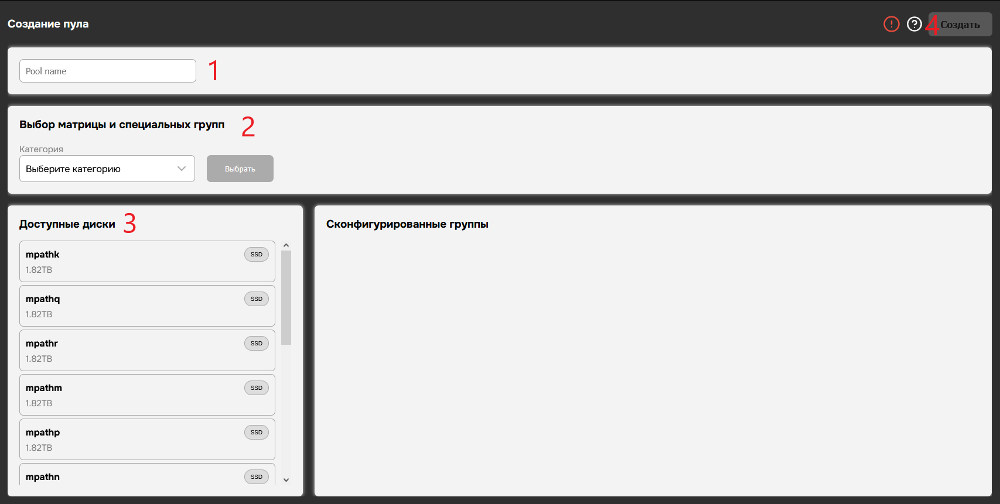 Создание пула
4 Создать
Pool name
1
Выбор матрицы и специальных групп 2
Категория
Выберите категорию
Выбрать
Доступные диски 3
mpathk SSD
1.82TB
mpathq SSD
1.82TB
mpathr SSD
1.82TB
mpathm SSD
1.82TB
mpathp SSD
1.82TB
mpathn SSD
Сконфигурированные группы